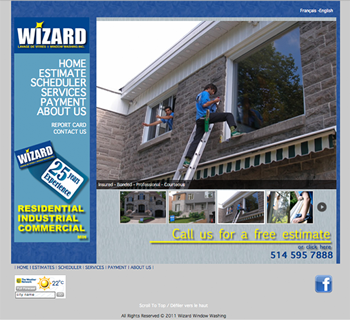 Français -English
WIZARD
LAVAGE DE VITRES | WINDOW WASHING INC.
HOME
ESTIMATE
SCHEDULER
SERVICES
PAYMENT
ABOUT US
REPORT CARD
CONTACT US
WIZARD
25 years
Experience
RESIDENTIAL
INDUSTRIAL
COMMERCIAL
Insured - Bonded - Professional - Courteous
Call us for a free estimate
or click here
514 595 7888
| HOME | ESTIMATES | SCHEDULER | SERVICES | PAYMENT | ABOUT US |
22°C
Scroll To Top / Défiler vers le haut
All Rights Reserved © 2011 Wizard Window Washing